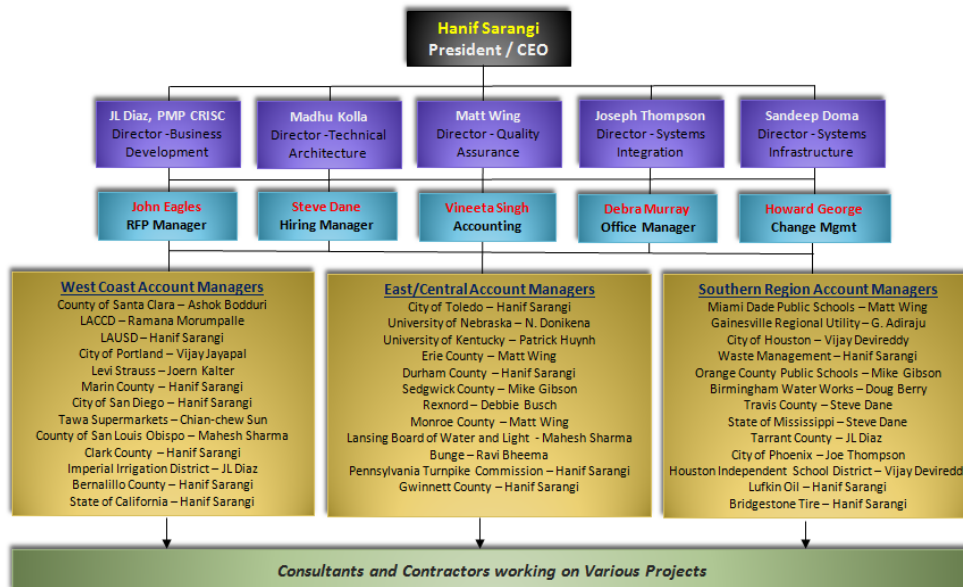 Hanif Sarangi
President / CEO
JL Diaz, PMP CRISC
Director -Business
Development
Madhu Kolla
Director -Technical
Architecture
Matt Wing
Director - Quality
Assurance
Joseph Thompson
Director - Systems
Integration
Sandeep Doma
Director - Systems
Infrastructure
John Eagles
RFP Manager
Steve Dane
Hiring Manager
Vineeta Singh
Accounting
Debra Murray
Office Manager
Howard George
Change Mgmt
West Coast Account Managers
County of Santa Clara – Ashok Bodduri
LACCD – Ramana Morumpalle
LAUSD – Hanif Sarangi
City of Portland – Vijay Jayapal
Levi Strauss – Joern Kalter
Marin County – Hanif Sarangi
City of San Diego – Hanif Sarangi
Tawa Supermarkets – Chian-chew Sun
County of San Louis Obispo – Mahesh Sharma
Clark County – Hanif Sarangi
Imperial Irrigation District – JL Diaz
Bernalillo County – Hanif Sarangi
State of California – Hanif Sarangi
East/Central Account Managers
City of Toledo – Hanif Sarangi
University of Nebraska – N. Donikena
University of Kentucky – Patrick Huynh
Erie County – Matt Wing
Durham County – Hanif Sarangi
Sedgwick County – Mike Gibson
Rexnord – Debbie Busch
Monroe County – Matt Wing
Lansing Board of Water and Light - Mahesh Sharma
Bunge – Ravi Bheema
Pennsylvania Turnpike Commission – Hanif Sarangi
Gwinnett County – Hanif Sarangi
Southern Region Account Managers
Miami Dade Public Schools – Matt Wing
Gainesville Regional Utility – G. Adiraju
City of Houston – Vijay Devireddy
Waste Management – Hanif Sarangi
Orange County Public Schools – Mike Gibson
Birmingham Water Works – Doug Berry
Travis County – Steve Dane
State of Mississippi – Steve Dane
Tarrant County – JL Diaz
City of Phoenix – Joe Thompson
Houston Independent School District – Vijay Deviredd
Lufkin Oil – Hanif Sarangi
Bridgestone Tire – Hanif Sarangi
Consultants and Contractors working on Various Projects